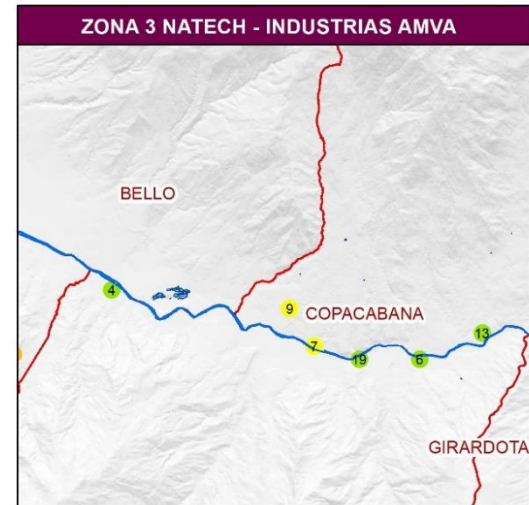 ZONA 3 NATECH - INDUSTRIAS AMVA
BELLO
4
9
COPACABANA
7
19
6
13
GIRARDOTA